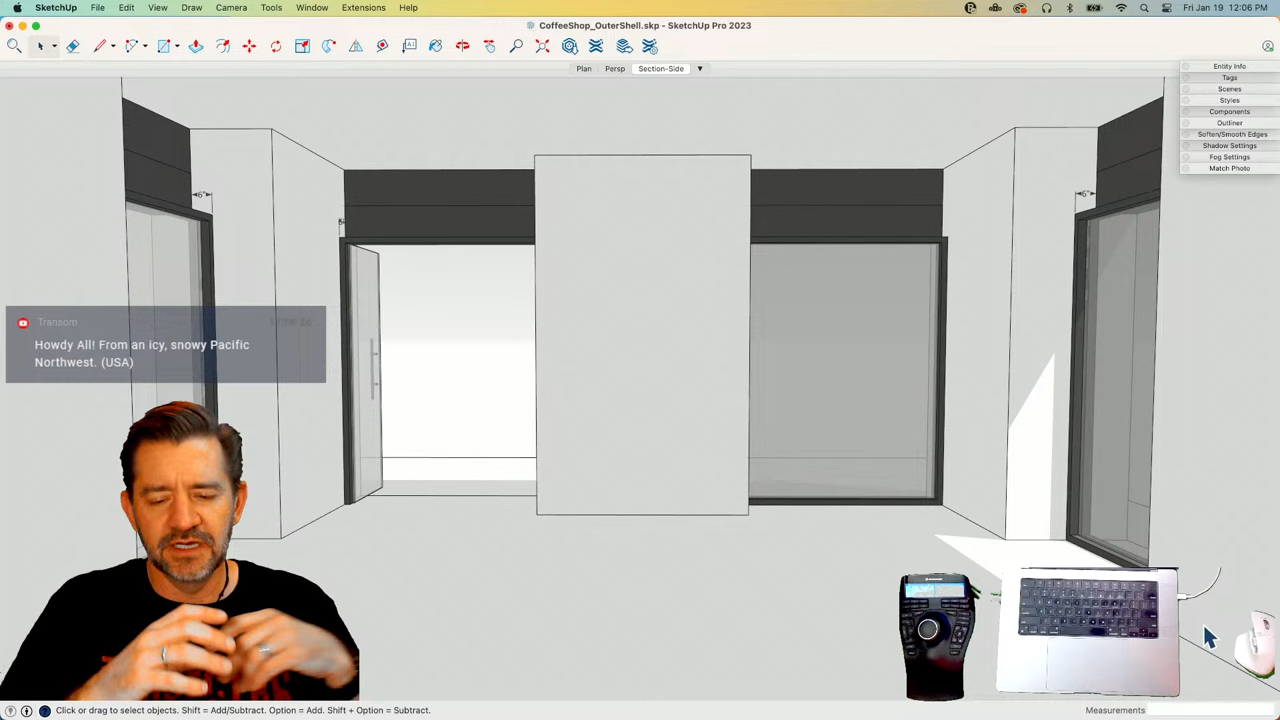 SketchUp File Edit View Draw Camera Tools Window Extensions Help
Fri Jan 19 12:06 PM
CoffeeShop_OuterShell.skp - SketchUp Pro 2023
Plan Persp Section-Side
Entity Info
Tags
Scenes
Styles
Components
Outliner
Soften/Smooth Edges
Shadow Settings
Fog Settings
Match Photo
6"
6"
Transom
Howdy All! From an icy, snowy Pacific
Northwest. (USA)
Click or drag to select objects. Shift = Add/Subtract. Option = Add. Shift + Option = Subtract.
Measurements